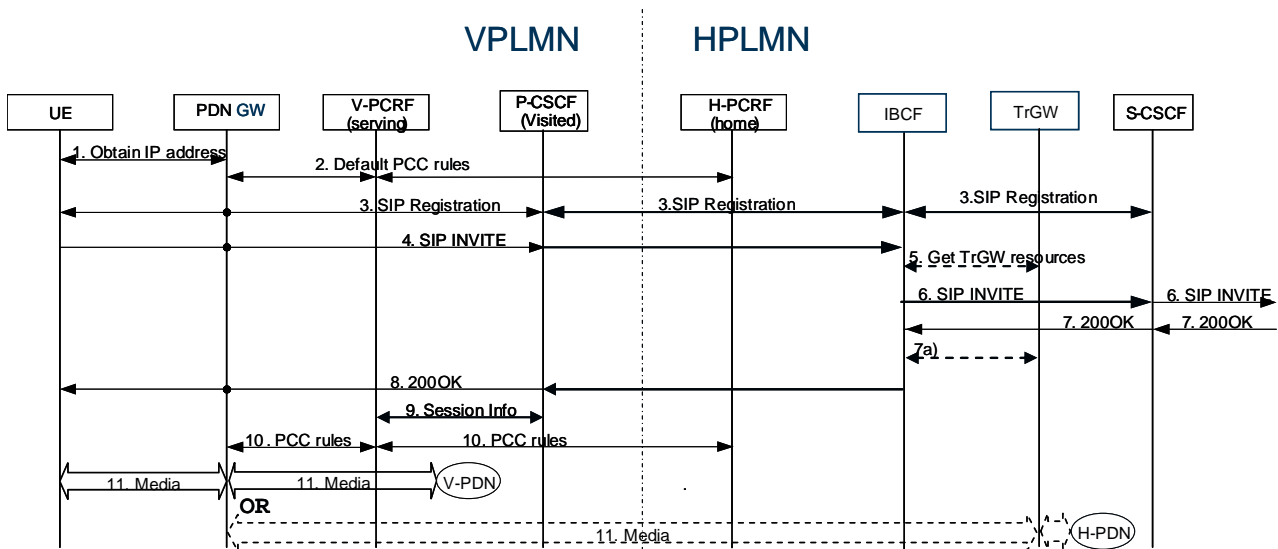 VPLMN HPLMN
UE
PDN GW
V-PCRF
(serving)
P-CSCF
(Visited)
H-PCRF
(home)
IBCF
TrGW
S-CSCF
1. Obtain IP address
2. Default PCC rules
3. SIP Registration
3.SIP Registration
3.SIP Registration
4. SIP INVITE
5. Get TrGW resources
6. SIP INVITE
6. SIP INVITE
7. 200OK
7. 200OK
7a)
8. 200OK
9. Session Info
10 . PCC rules
10. PCC rules
11. Media
11. Media
V-PDN
OR
11. Media
H-PDN